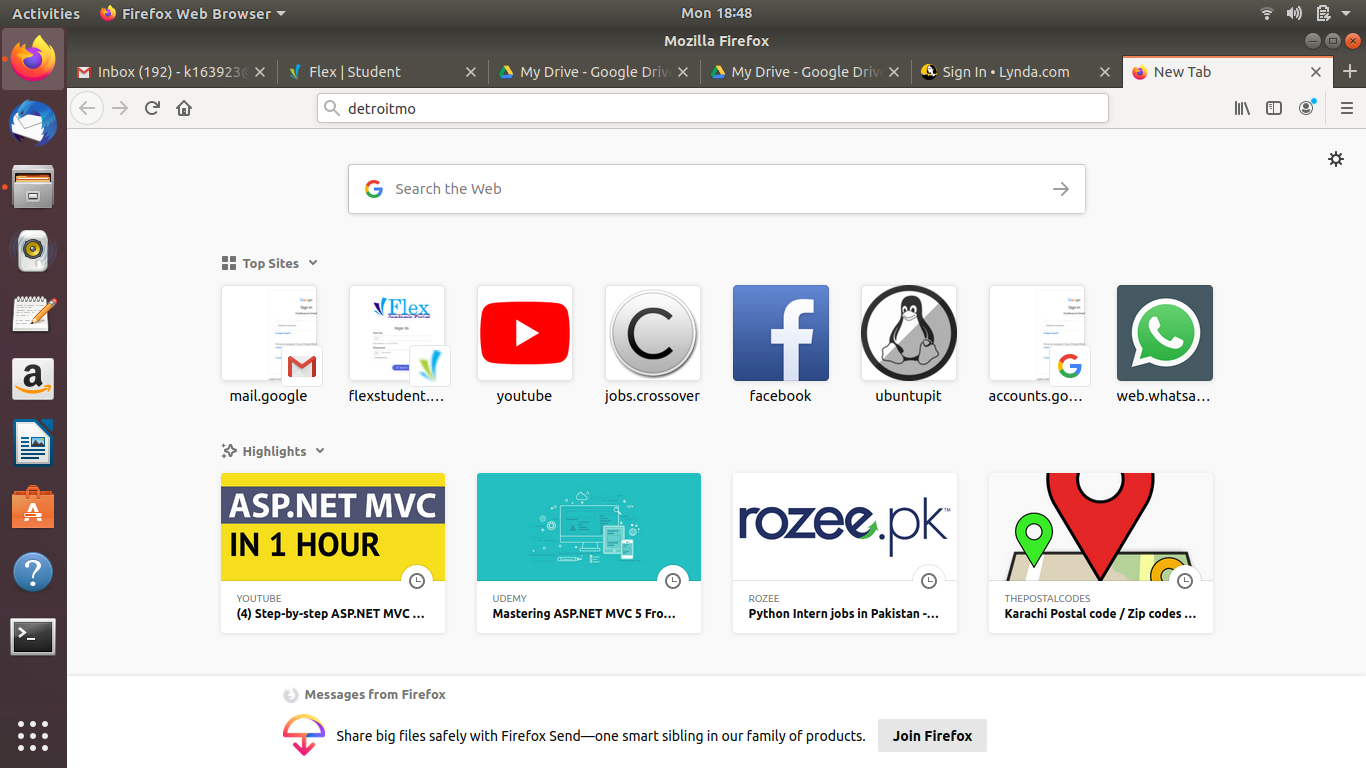 Activities Firefox Web Browser Mon 18:48
Mozilla Firefox
Inbox (192) - k163923@ Flex | Student My Drive - Google Drive My Drive - Google Drive Sign In • Lynda.com New Tab
detroitmo
Search the Web
Top Sites
mail.google flexstudent.… youtube jobs.crossover facebook ubuntupit accounts.go… web.whatsa…
Highlights
ASP.NET MVC
IN 1 HOUR
rozee.pk™
YOUTUBE
(4) Step-by-step ASP.NET MVC …
UDEMY
Mastering ASP.NET MVC 5 Fro…
ROZEE
Python Intern jobs in Pakistan -…
THEPOSTALCODES
Karachi Postal code / Zip codes …
Messages from Firefox
Share big files safely with Firefox Send—one smart sibling in our family of products. Join Firefox